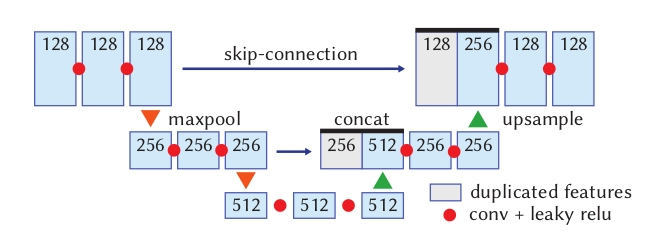 128 128 128 128 256 128 128
skip-connection
maxpool concat upsample
256 256 256 256 512 256 256
512 512 512
duplicated features
conv + leaky relu